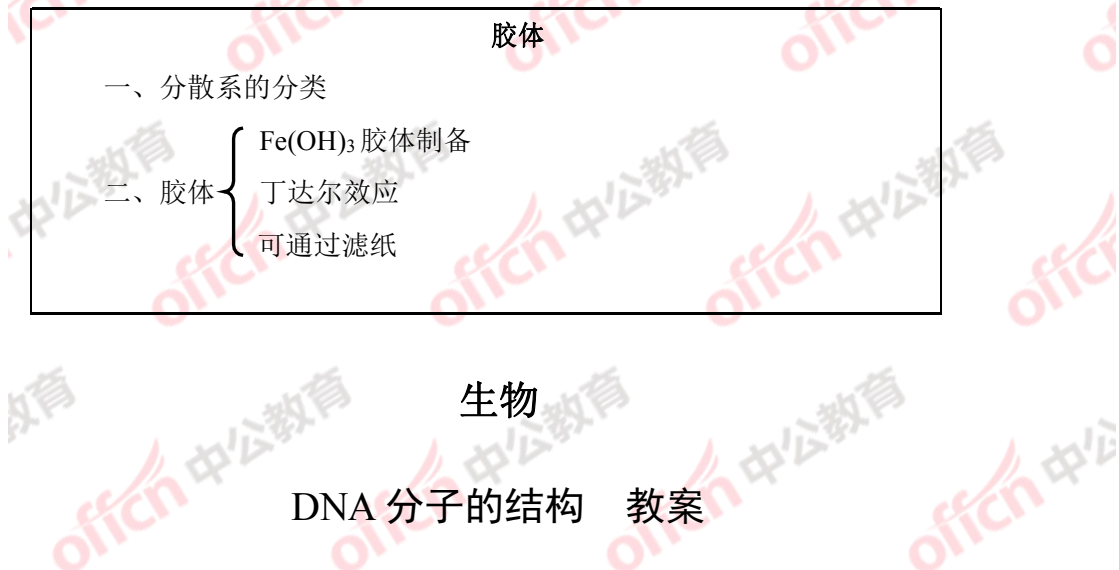 胶体
一、分散系的分类
Fe(OH)₃胶体制备
二、胶体 丁达尔效应
可通过滤纸
生物
DNA 分子的结构 教案